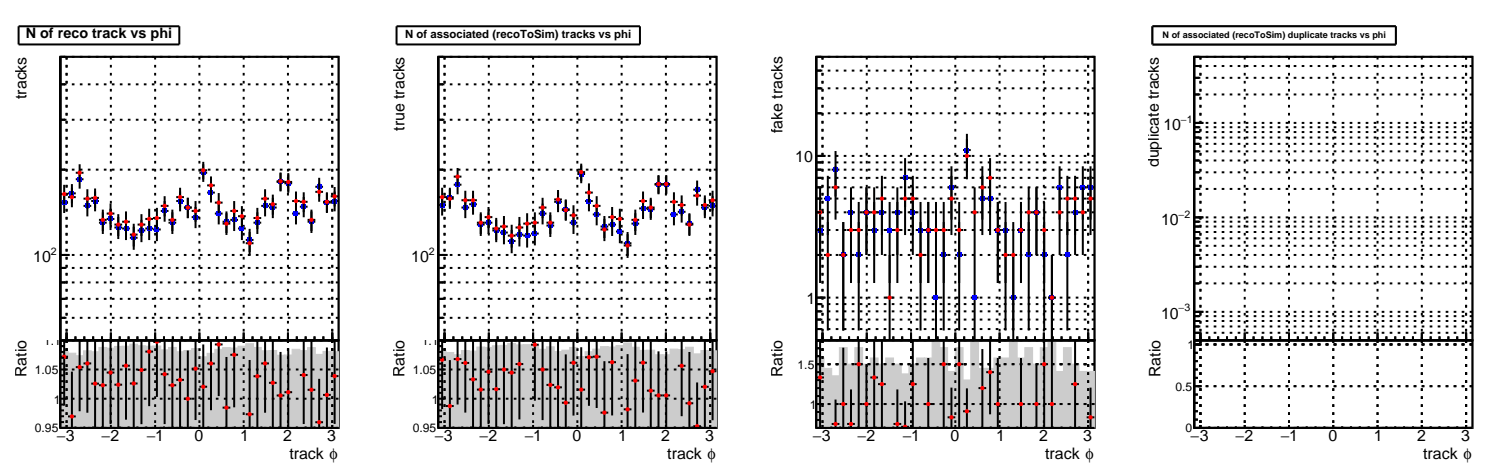 N of reco track vs phi
tracks
10²
Ratio
1.05
1
0.95
−3 −2 −1 0 1 2 3
track ϕ
N of associated (recoToSim) tracks vs phi
true tracks
10²
Ratio
1.05
1
0.95
−3 −2 −1 0 1 2 3
track ϕ
fake tracks
10
1
Ratio
1.5
1
−3 −2 −1 0 1 2 3
track ϕ
N of associated (recoToSim) duplicate tracks vs phi
duplicate tracks
10⁻¹
10⁻²
10⁻³
Ratio
1
0.5
0
−3 −2 −1 0 1 2 3
track ϕ